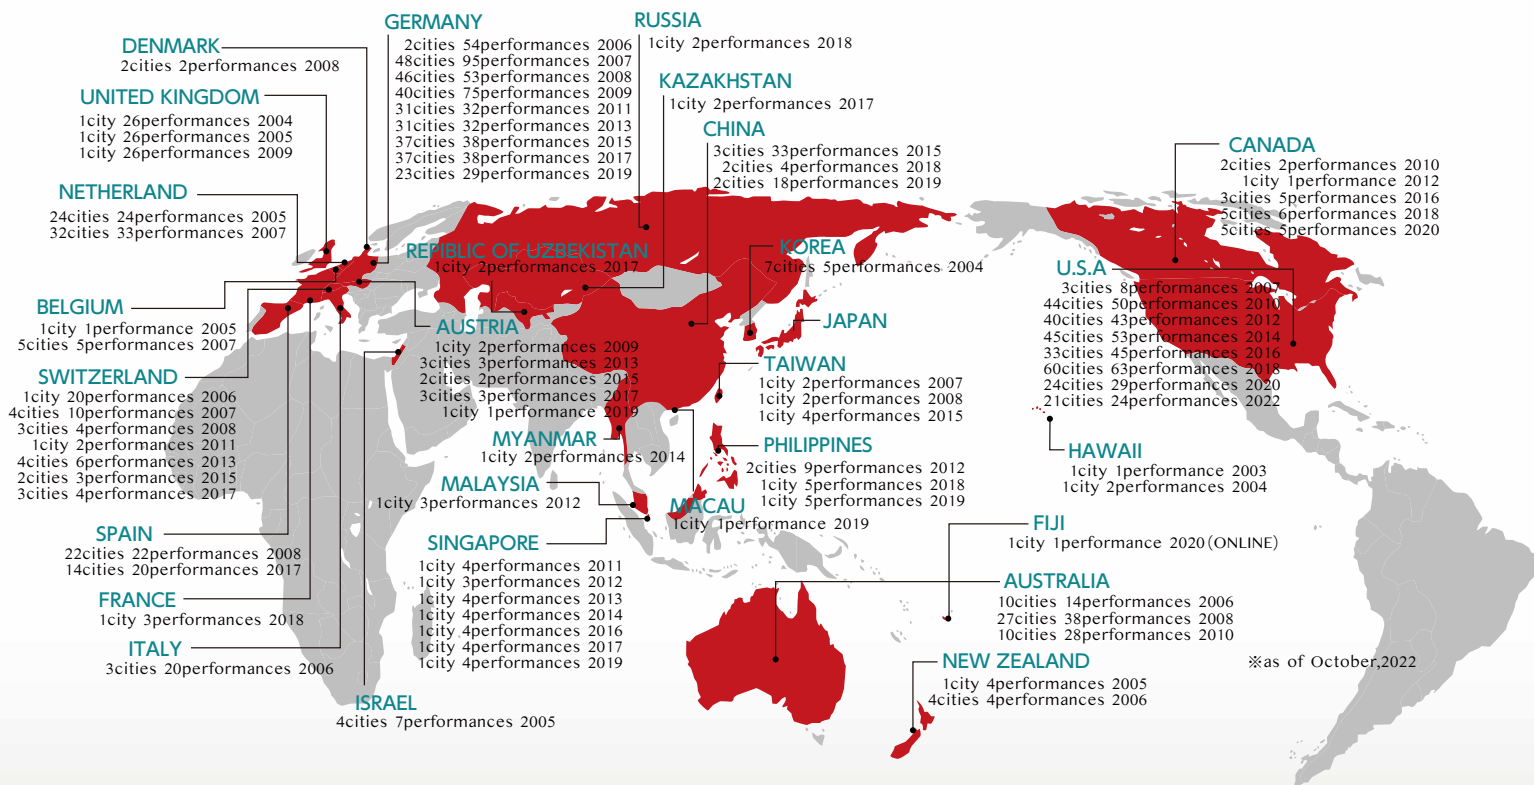 GERMANY
2cities 54performances 2006
48cities 95performances 2007
46cities 53performances 2008
40cities 75performances 2009
31cities 32performances 2011
31cities 32performances 2013
37cities 38performances 2015
37cities 38performances 2017
23cities 29performances 2019
RUSSIA
1city 2performances 2018
DENMARK
2cities 2performances 2008
KAZAKHSTAN
1city 2performances 2017
UNITED KINGDOM
1city 26performances 2004
1city 26performances 2005
1city 26performances 2009
CHINA
3cities 33performances 2015
2cities 4performances 2018
2cities 18performances 2019
CANADA
2cities 2performances 2010
1city 1performance 2012
3cities 5performances 2016
5cities 6performances 2018
5cities 5performances 2020
NETHERLAND
24cities 24performances 2005
32cities 33performances 2007
REPIBLIC OF UZBEKISTAN
1city 2performances 2017
KOREA
7cities 5performances 2004
U.S.A
3cities 8performances 2007
44cities 50performances 2010
40cities 43performances 2012
45cities 53performances 2014
33cities 45performances 2016
60cities 63performances 2018
24cities 29performances 2020
21cities 24performances 2022
BELGIUM
1city 1performance 2005
5cities 5performances 2007
AUSTRIA
1city 2performances 2009
3cities 3performances 2013
2cities 2performances 2015
3cities 3performances 2017
1city 1performance 2019
JAPAN
TAIWAN
1city 2performances 2007
1city 2performances 2008
1city 4performances 2015
SWITZERLAND
1city 20performances 2006
4cities 10performances 2007
3cities 4performances 2008
1city 2performances 2011
4cities 6performances 2013
2cities 3performances 2015
3cities 4performances 2017
MYANMAR
1city 2performances 2014
PHILIPPINES
2cities 9performances 2012
1city 5performances 2018
1city 5performances 2019
HAWAII
1city 1performance 2003
1city 2performances 2004
MALAYSIA
1city 3performances 2012
MACAU
1city 1performance 2019
SPAIN
22cities 22performances 2008
14cities 20performances 2017
SINGAPORE
1city 4performances 2011
1city 3performances 2012
1city 4performances 2013
1city 4performances 2014
1city 4performances 2016
1city 4performances 2017
1city 4performances 2019
FIJI
1city 1performance 2020(ONLINE)
FRANCE
1city 3performances 2018
AUSTRALIA
10cities 14performances 2006
27cities 38performances 2008
10cities 28performances 2010
ITALY
3cities 20performances 2006
NEW ZEALAND
1city 4performances 2005
4cities 4performances 2006
※as of October,2022
ISRAEL
4cities 7performances 2005